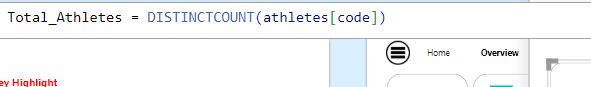 Total_Athletes = DISTINCTCOUNT(athletes[code])
Home Overview
ey Highlight